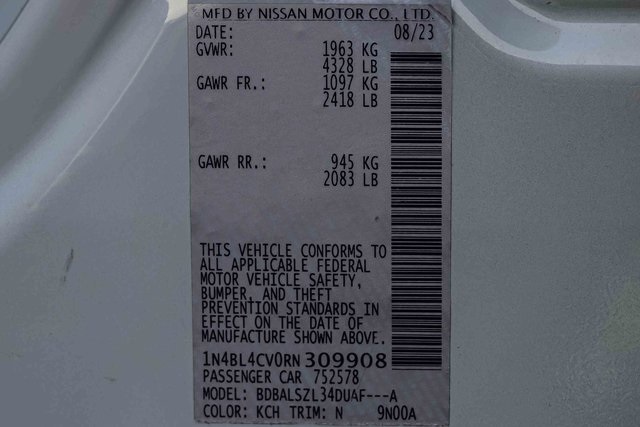 MFD BY NISSAN MOTOR CO., LTD.
DATE: 08/23
GVWR: 1963 KG
4328 LB
GAWR FR.: 1097 KG
2418 LB
GAWR RR.: 945 KG
2083 LB
THIS VEHICLE CONFORMS TO
ALL APPLICABLE FEDERAL
MOTOR VEHICLE SAFETY,
BUMPER, AND THEFT
PREVENTION STANDARDS IN
EFFECT ON THE DATE OF
MANUFACTURE SHOWN ABOVE.
1N4BL4CV0RN309908
PASSENGER CAR 752578
MODEL: BDBALSZL34DUAF---A
COLOR: KCH TRIM: N 9N00A